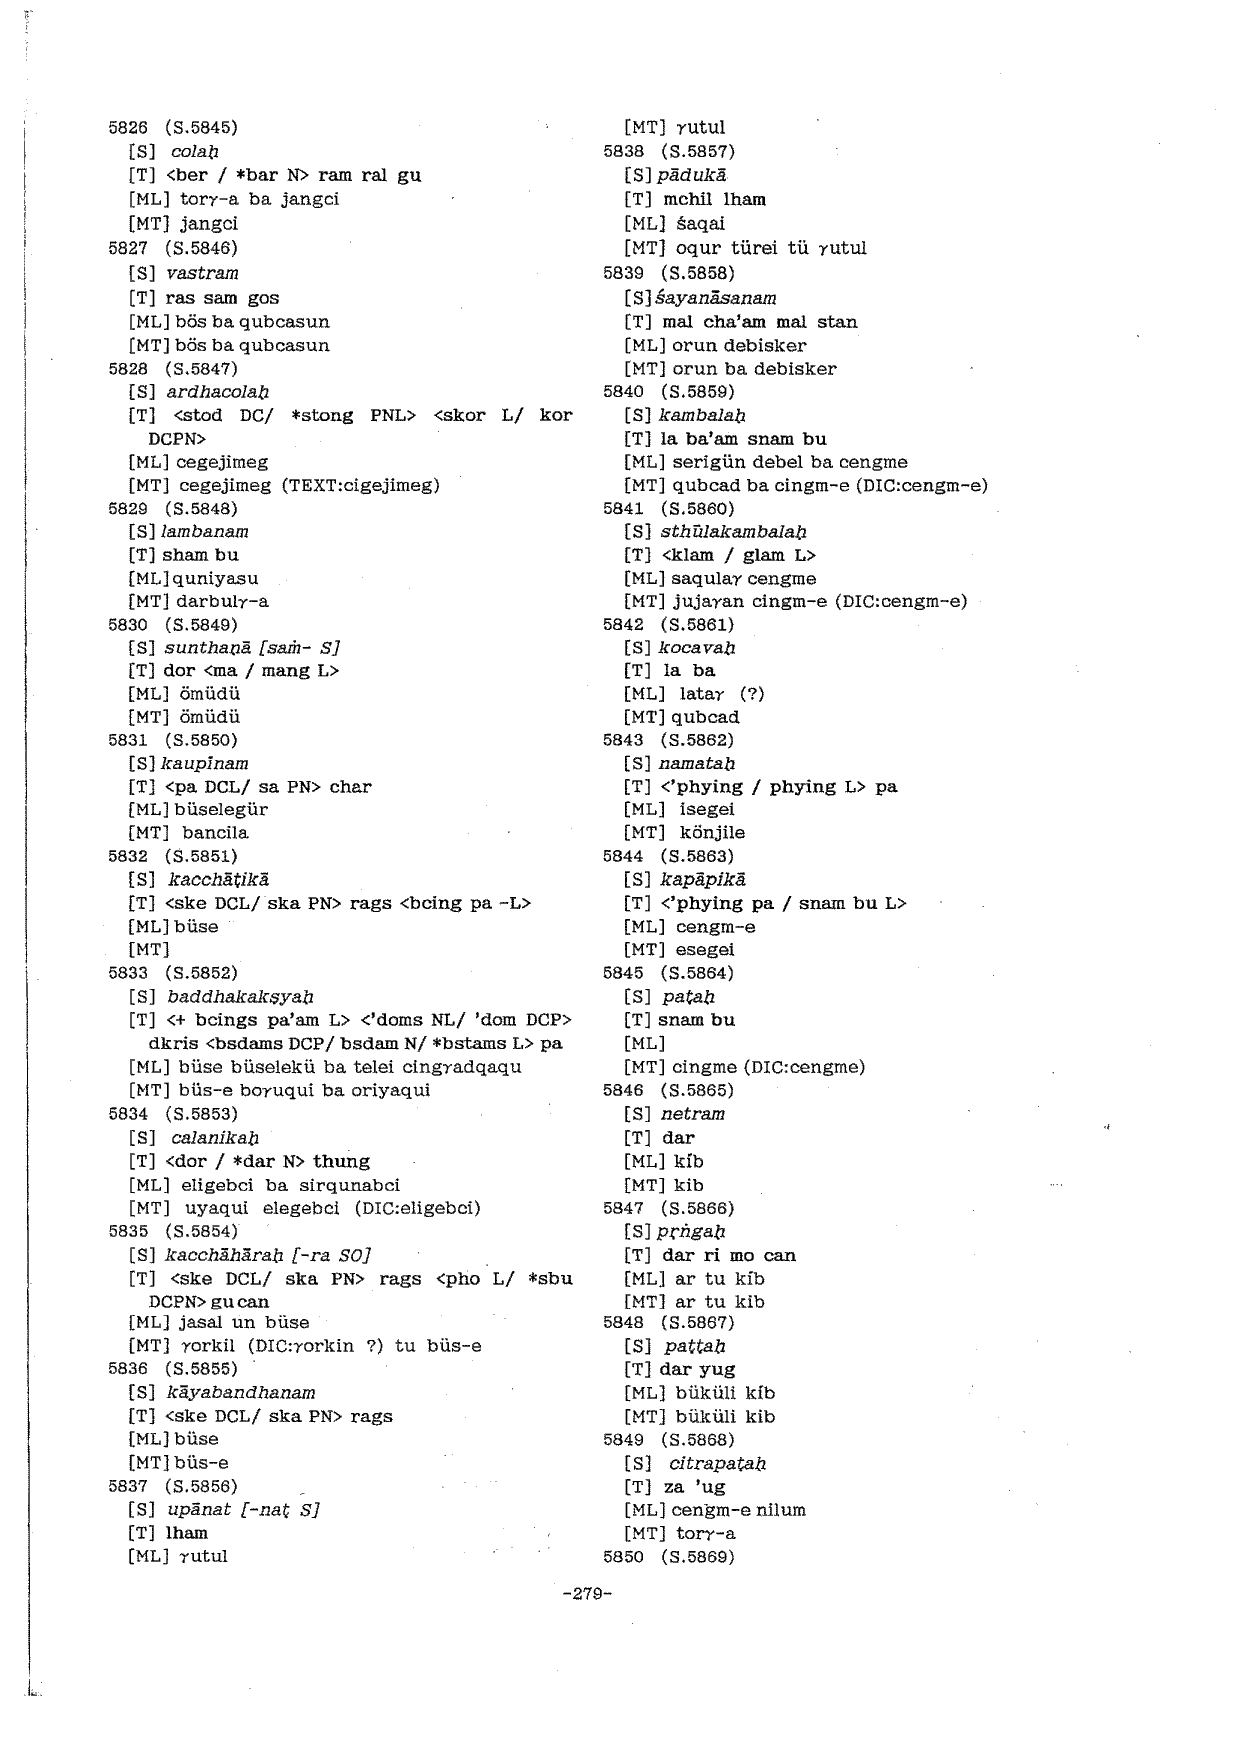 5826 (S.5845)
[S] colaḥ
[T] <ber / *bar N> ram ral gu
[ML] torγ-a ba jangci
[MT] jangci
5827 (S.5846)
[S] vastram
[T] ras sam gos
[ML] bös ba qubcasun
[MT] bös ba qubcasun
5828 (S.5847)
[S] ardhacolaḥ
[T] <stod DC/ *stong PNL> <skor L/ kor
DCPN>
[ML] cegejimeg
[MT] cegejimeg (TEXT:cigejimeg)
5829 (S.5848)
[S] lambanam
[T] sham bu
[ML] quniyasu
[MT] darbulγ-a
5830 (S.5849)
[S] sunthaṇā [saṁ- S]
[T] dor <ma / mang L>
[ML] ömüdü
[MT] ömüdü
5831 (S.5850)
[S] kaupīnam
[T] <pa DCL/ sa PN> char
[ML] büselegür
[MT] bancila
5832 (S.5851)
[S] kacchāṭikā
[T] <ske DCL/ ska PN> rags <bcing pa -L>
[ML] büse
[MT]
5833 (S.5852)
[S] baddhakakṣyaḥ
[T] <+ bcings pa'am L> <'doms NL/ 'dom DCP>
dkris <bsdams DCP/ bsdam N/ *bstams L> pa
[ML] büse büselekü ba telei cingγadqaqu
[MT] büs-e boγuqui ba oriyaqui
5834 (S.5853)
[S] calanikaḥ
[T] <dor / *dar N> thung
[ML] eligebci ba sirqunabci
[MT] uyaqui elegebci (DIC:eligebci)
5835 (S.5854)
[S] kacchāhāraḥ [-ra SO]
[T] <ske DCL/ ska PN> rags <pho L/ *sbu
DCPN> gu can
[ML] jasal un büse
[MT] γorkil (DIC:γorkin ?) tu büs-e
5836 (S.5855)
[S] kāyabandhanam
[T] <ske DCL/ ska PN> rags
[ML] büse
[MT] büs-e
5837 (S.5856)
[S] upānat [-naṭ S]
[T] lham
[ML] γutul
[MT] γutul
5838 (S.5857)
[S] pādukā
[T] mchil lham
[ML] śaqai
[MT] oqur türei tü γutul
5839 (S.5858)
[S] śayanāsanam
[T] mal cha'am mal stan
[ML] orun debisker
[MT] orun ba debisker
5840 (S.5859)
[S] kambalaḥ
[T] la ba'am snam bu
[ML] serigün debel ba cengme
[MT] qubcad ba cingm-e (DIC:cengm-e)
5841 (S.5860)
[S] sthūlakambalaḥ
[T] <klam / glam L>
[ML] saqulaγ cengme
[MT] jujaγan cingm-e (DIC:cengm-e)
5842 (S.5861)
[S] kocavaḥ
[T] la ba
[ML] lataγ (?)
[MT] qubcad
5843 (S.5862)
[S] namataḥ
[T] <'phying / phying L> pa
[ML] isegei
[MT] könjile
5844 (S.5863)
[S] kapāpikā
[T] <'phying pa / snam bu L>
[ML] cengm-e
[MT] esegei
5845 (S.5864)
[S] paṭaḥ
[T] snam bu
[ML]
[MT] cingme (DIC:cengme)
5846 (S.5865)
[S] netram
[T] dar
[ML] kíb
[MT] kib
5847 (S.5866)
[S] pṛṅgaḥ
[T] dar ri mo can
[ML] ar tu kíb
[MT] ar tu kib
5848 (S.5867)
[S] paṭṭaḥ
[T] dar yug
[ML] büküli kíb
[MT] büküli kib
5849 (S.5868)
[S] citrapaṭaḥ
[T] za 'ug
[ML] cengm-e nilum
[MT] torγ-a
5850 (S.5869)
-279-